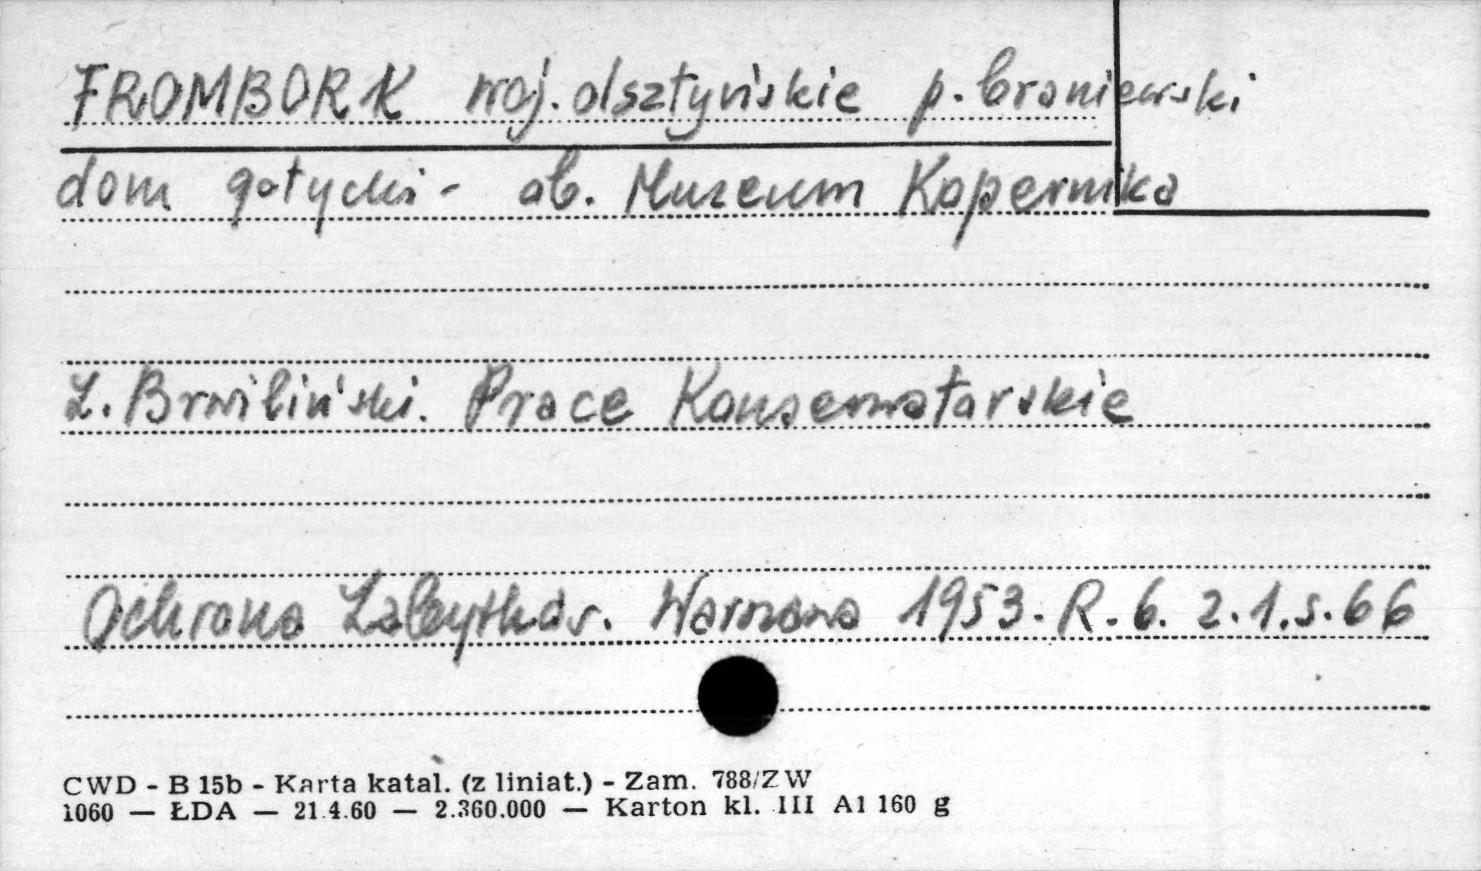 FROMBORK woj. olsztyńskie p. braniewski
dom gotycki - ob. Muzeum Kopernika
Z. Brwiliński. Prace Konserwatorskie
Ochrona Zabytków. Warszawa 1953. R. 6. z. 1. s. 66
CWD - B 15b - Karta katal. (z liniat.) - Zam. 788/ZW
1060 — ŁDA — 21.4.60 — 2.360.000 — Karton kl. III A1 160 g